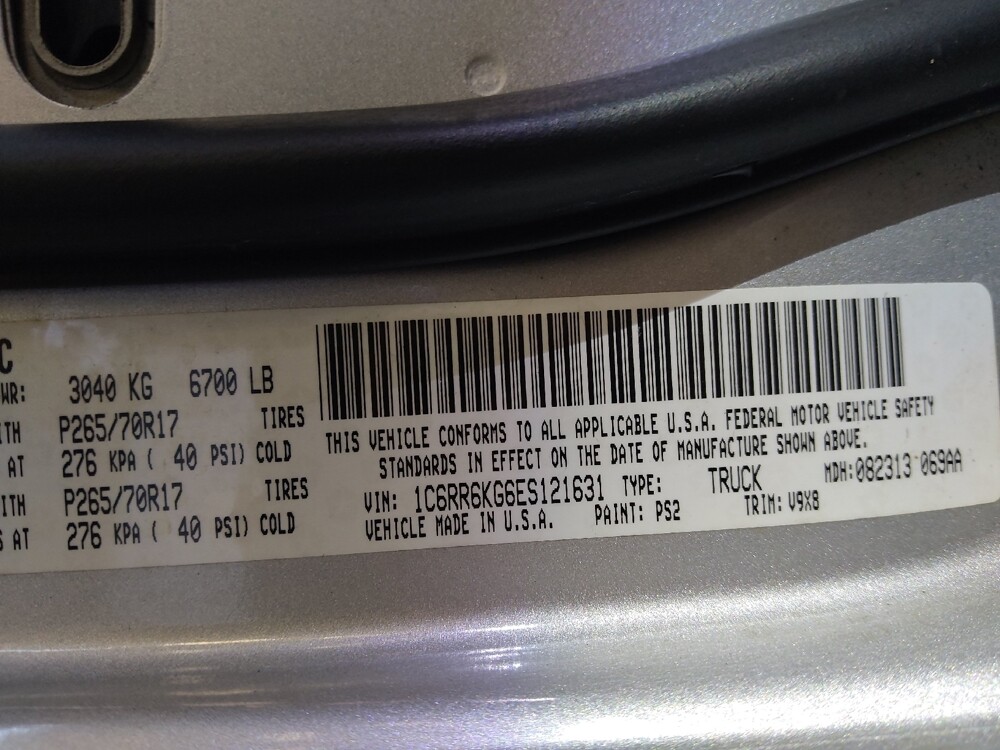 C
WR: 3040 KG 6700 LB
ITH P265/70R17 TIRES
AT 276 KPA ( 40 PSI) COLD
P265/70R17 TIRES
S AT 276 KPA ( 40 PSI) COLD
THIS VEHICLE CONFORMS TO ALL APPLICABLE U.S.A. FEDERAL MOTOR VEHICLE SAFETY
STANDARDS IN EFFECT ON THE DATE OF MANUFACTURE SHOWN ABOVE.
VIN: 1C6RR6KG6ES121631 TYPE: TRUCK MDH:082313 069AA
VEHICLE MADE IN U.S.A. PAINT: PS2 TRIM: V9X8